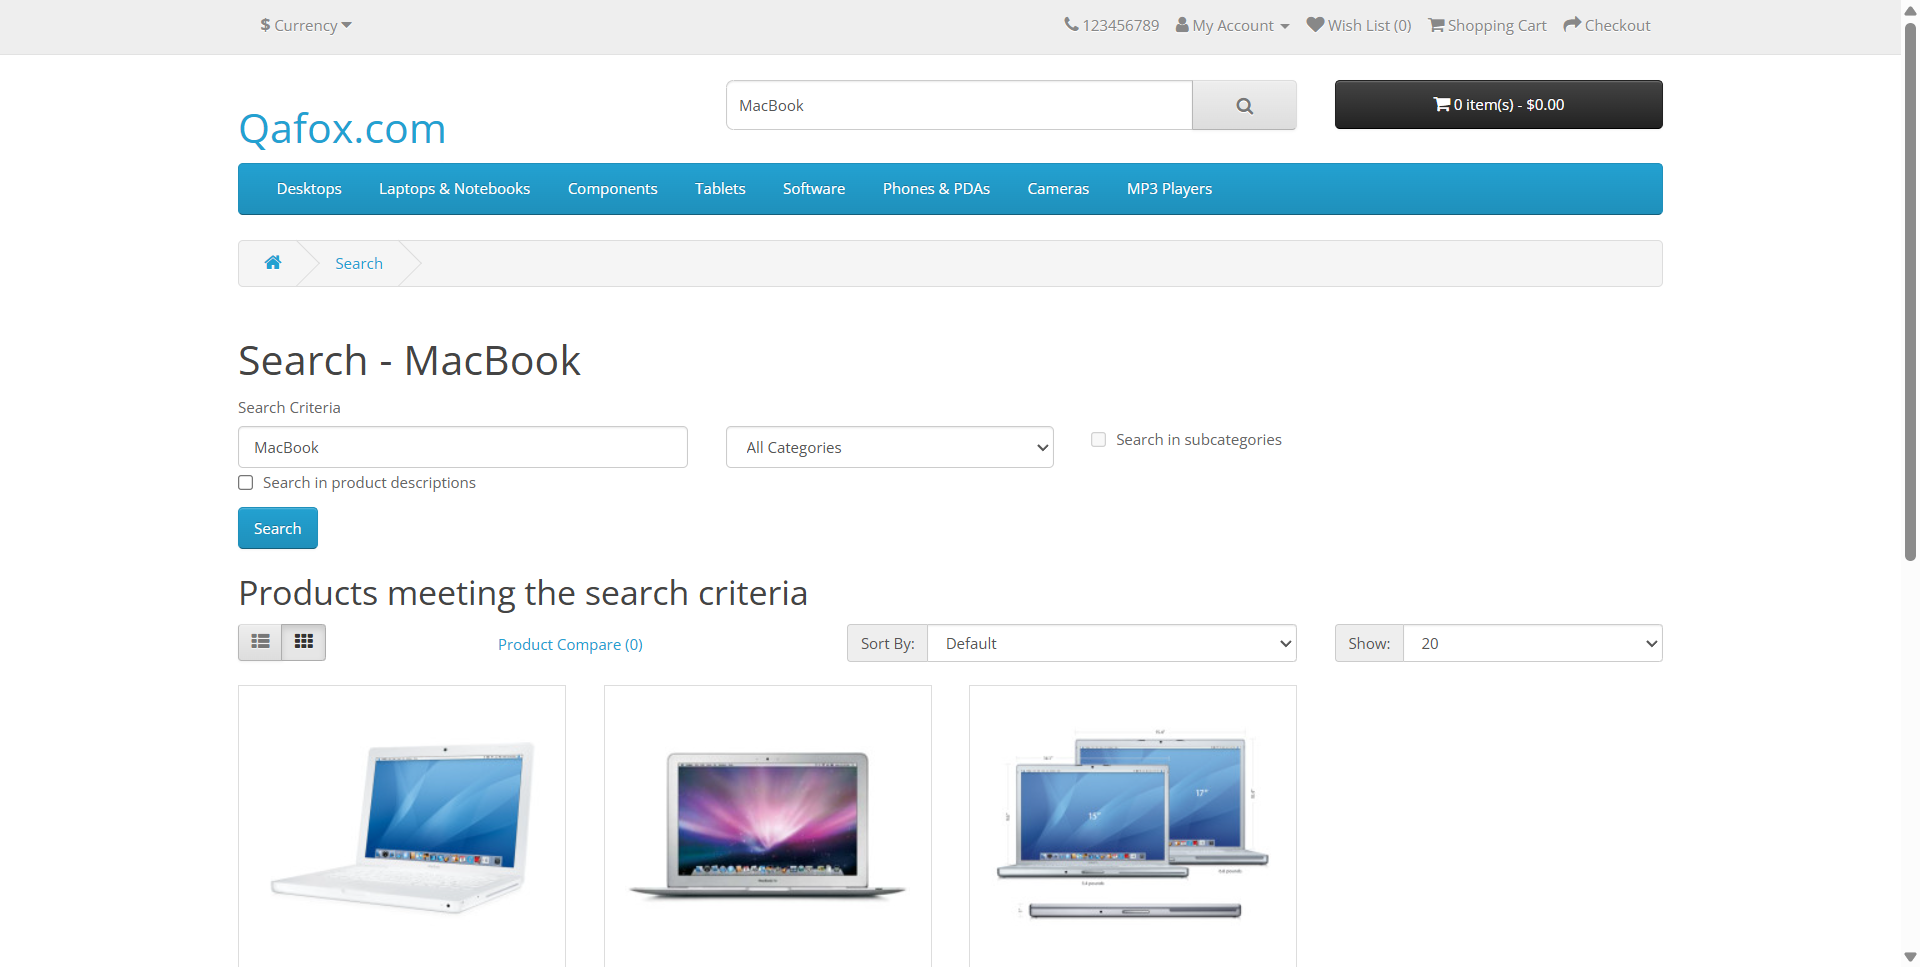 $ Currency
123456789 My Account Wish List (0) Shopping Cart Checkout
Qafox.com
MacBook
0 item(s) - $0.00
Desktops Laptops & Notebooks Components Tablets Software Phones & PDAs Cameras MP3 Players
Search
Search - MacBook
Search Criteria
MacBook
All Categories
Search in subcategories
Search in product descriptions
Search
Products meeting the search criteria
Product Compare (0)
Sort By: Default
Show: 20
15"
17"